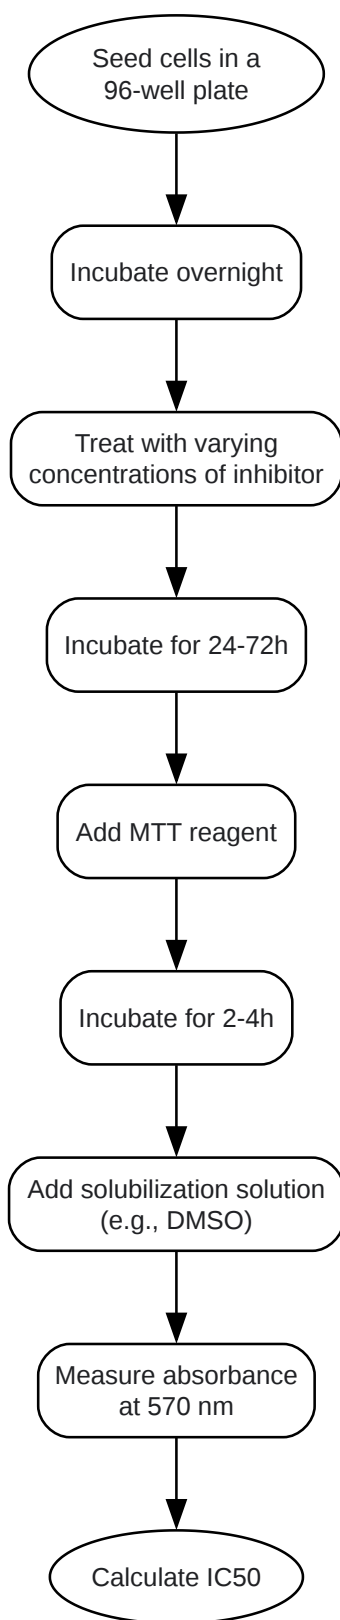 Seed cells in a
96-well plate
Incubate overnight
Treat with varying
concentrations of inhibitor
Incubate for 24-72h
Add MTT reagent
Incubate for 2-4h
Add solubilization solution
(e.g., DMSO)
Measure absorbance
at 570 nm
Calculate IC50